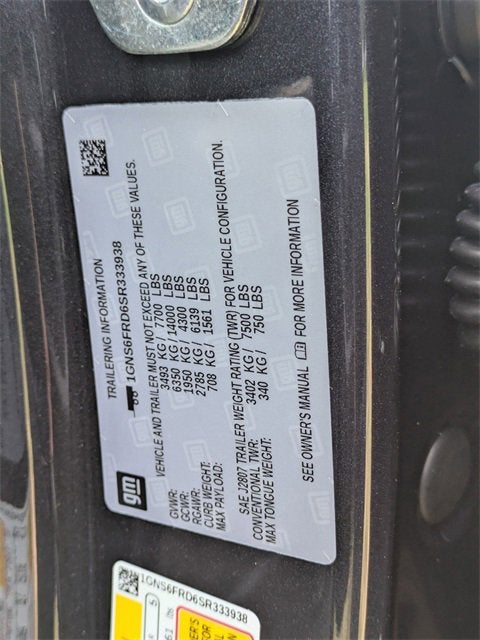 TRAILERING INFORMATION
68 1GNS6FRD6SR333938
gm
VEHICLE AND TRAILER MUST NOT EXCEED ANY OF THESE VALUES.
GVWR: 3493 KG/ 7700 LBS
GCWR: 6350 KG/ 14000 LBS
RGAWR: 1950 KG/ 4300 LBS
CURB WEIGHT: 2785 KG/ 6139 LBS
MAX PAYLOAD: 708 KG/ 1561 LBS
SAE J2807 TRAILER WEIGHT RATING (TWR) FOR VEHICLE CONFIGURATION.
CONVENTIONAL TWR: 3402 KG/ 7500 LBS
MAX TONGUE WEIGHT: 340 KG/ 750 LBS
SEE OWNER'S MANUAL FOR MORE INFORMATION
1GNS6FRD6SR333938